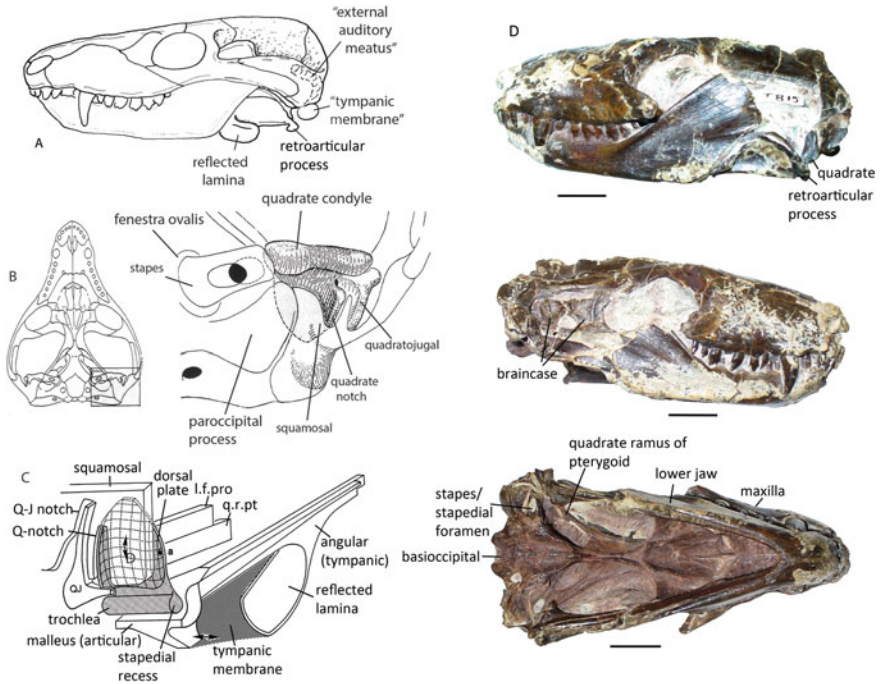 "external
auditory
meatus"
"tympanic
membrane"
retroarticular
process
reflected
lamina
A
B
fenestra ovalis
stapes
quadrate condyle
quadratojugal
quadrate
notch
squamosal
paroccipital
process
C
squamosal
dorsal
plate
l.f.pro
q.r.pt
Q-J notch
Q-notch
a
QJ
angular
(tympanic)
reflected
lamina
trochlea
malleus (articular)
stapedial
recess
tympanic
membrane
D
FB15
quadrate
retroarticular
process
braincase
quadrate ramus of
pterygoid
lower jaw
maxilla
stapes/
stapedial
foramen
basioccipital